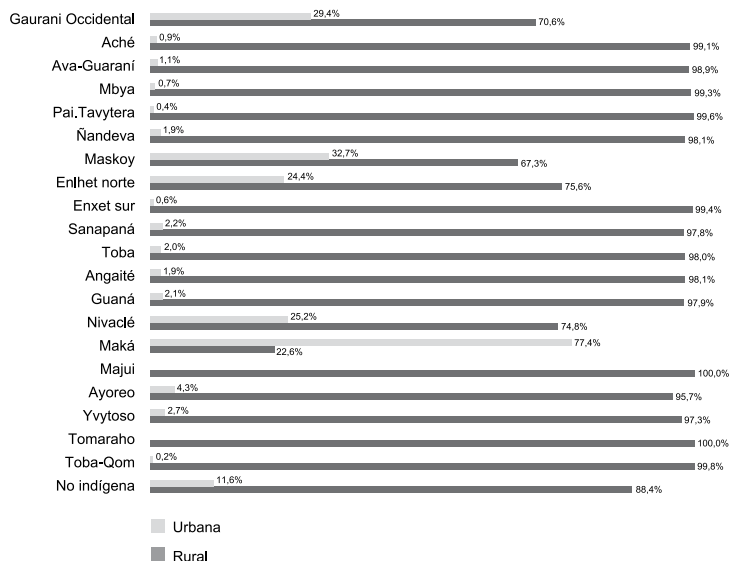 Gaurani Occidental 29,4% 70,6%
Aché 0,9% 99,1%
Ava-Guaraní 1,1% 98,9%
Mbya 0,7% 99,3%
Pai.Tavytera 0,4% 99,6%
Ñandeva 1,9% 98,1%
Maskoy 32,7% 67,3%
Enlhet norte 24,4% 75,6%
Enxet sur 0,6% 99,4%
Sanapaná 2,2% 97,8%
Toba 2,0% 98,0%
Angaité 1,9% 98,1%
Guaná 2,1% 97,9%
Nivaclé 25,2% 74,8%
Maká 77,4% 22,6%
Majui 100,0%
Ayoreo 4,3% 95,7%
Yvytoso 2,7% 97,3%
Tomaraho 100,0%
Toba-Qom 0,2% 99,8%
No indígena 11,6% 88,4%
Urbana
Rural